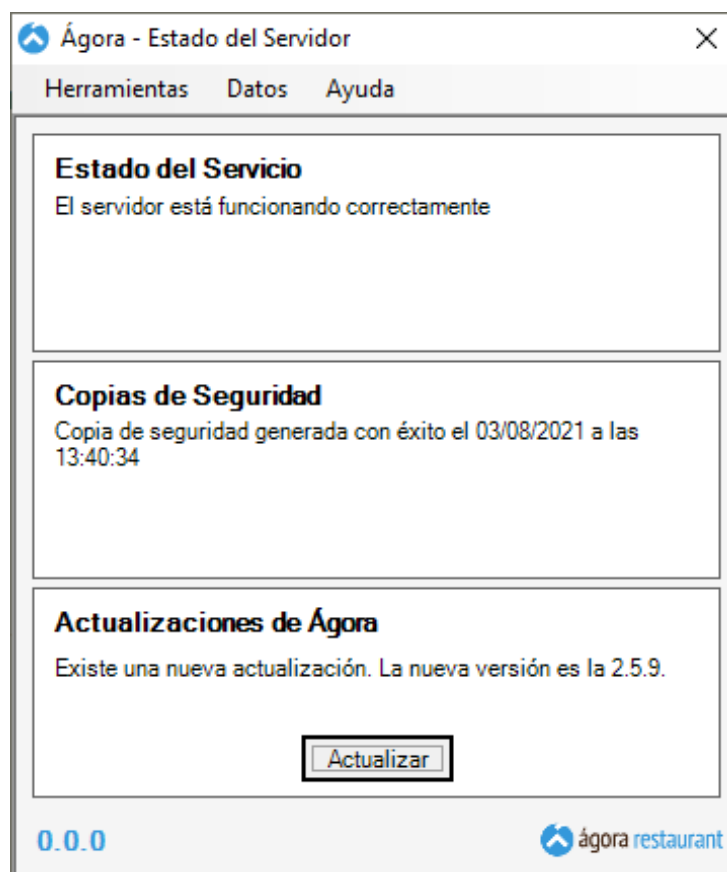 Ágora - Estado del Servidor
Herramientas Datos Ayuda
Estado del Servicio
El servidor está funcionando correctamente
Copias de Seguridad
Copia de seguridad generada con éxito el 03/08/2021 a las
13:40:34
Actualizaciones de Ágora
Existe una nueva actualización. La nueva versión es la 2.5.9.
Actualizar
0.0.0
ágora restaurant